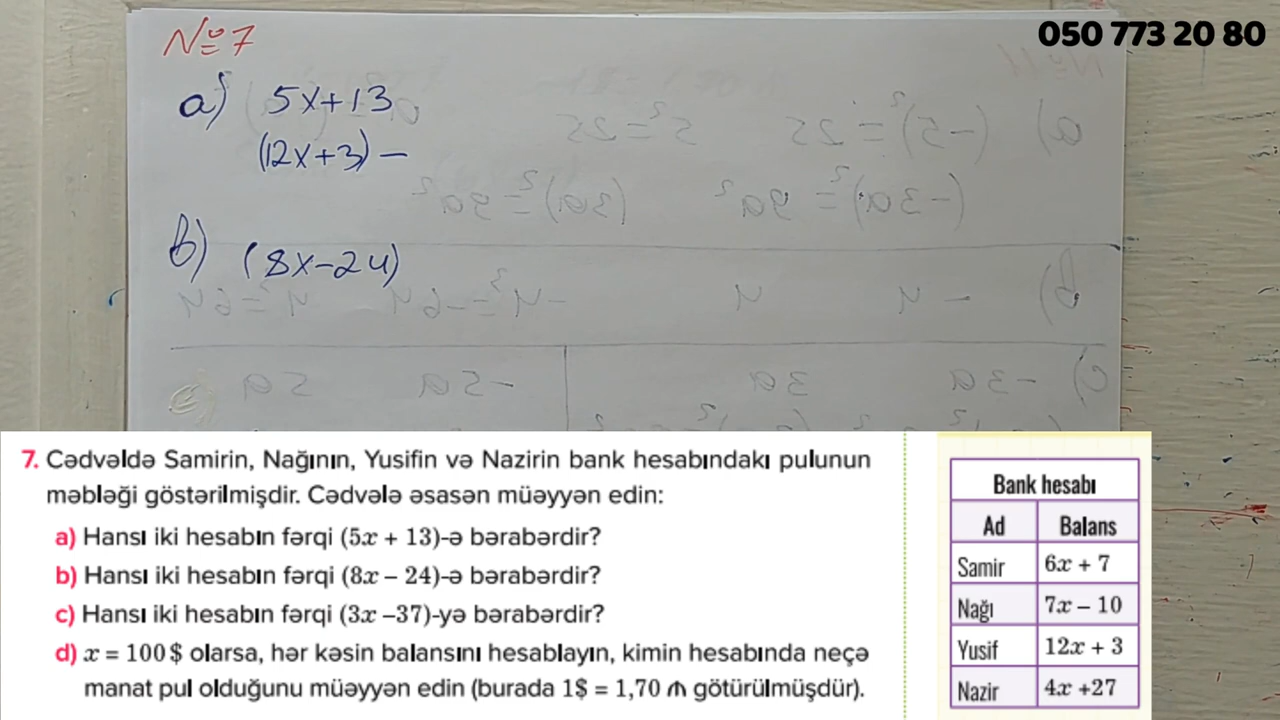 050 773 20 80
№7
a) 5x+13
(12x+3) –
b) (8x-24)
7. Cədvəldə Samirin, Nağının, Yusifin və Nazirin bank hesabındakı pulunun
məbləği göstərilmişdir. Cədvələ əsasən müəyyən edin:
a) Hansı iki hesabın fərqi (5x + 13)-ə bərabərdir?
b) Hansı iki hesabın fərqi (8x – 24)-ə bərabərdir?
c) Hansı iki hesabın fərqi (3x –37)-yə bərabərdir?
d) x = 100 $ olarsa, hər kəsin balansını hesablayın, kimin hesabında neçə
manat pul olduğunu müəyyən edin (burada 1$ = 1,70 ₼ götürülmüşdür).
Bank hesabı
Ad Balans
Samir 6x + 7
Nağı 7x – 10
Yusif 12x + 3
Nazir 4x +27